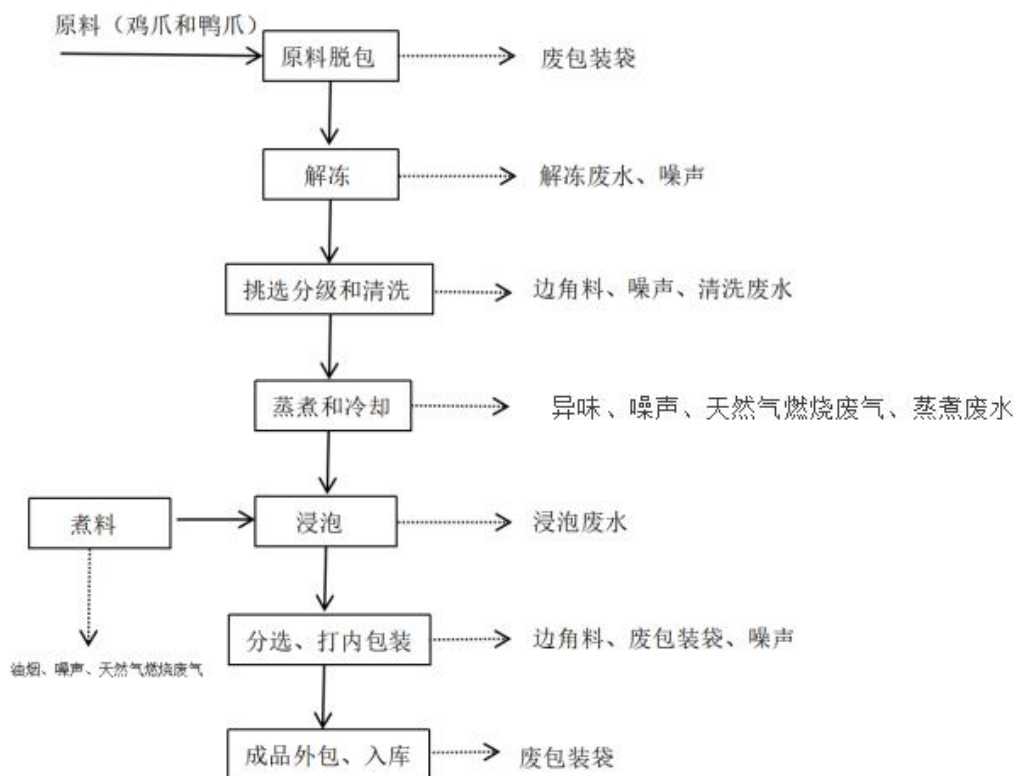 原料（鸡爪和鸭爪）
原料脱包
废包装袋
解冻
解冻废水、噪声
挑选分级和清洗
边角料、噪声、清洗废水
蒸煮和冷却
异味、噪声、天然气燃烧废气、蒸煮废水
煮料
浸泡
浸泡废水
分选、打内包装
边角料、废包装袋、噪声
油烟、噪声、天然气燃烧废气
成品外包、入库
废包装袋